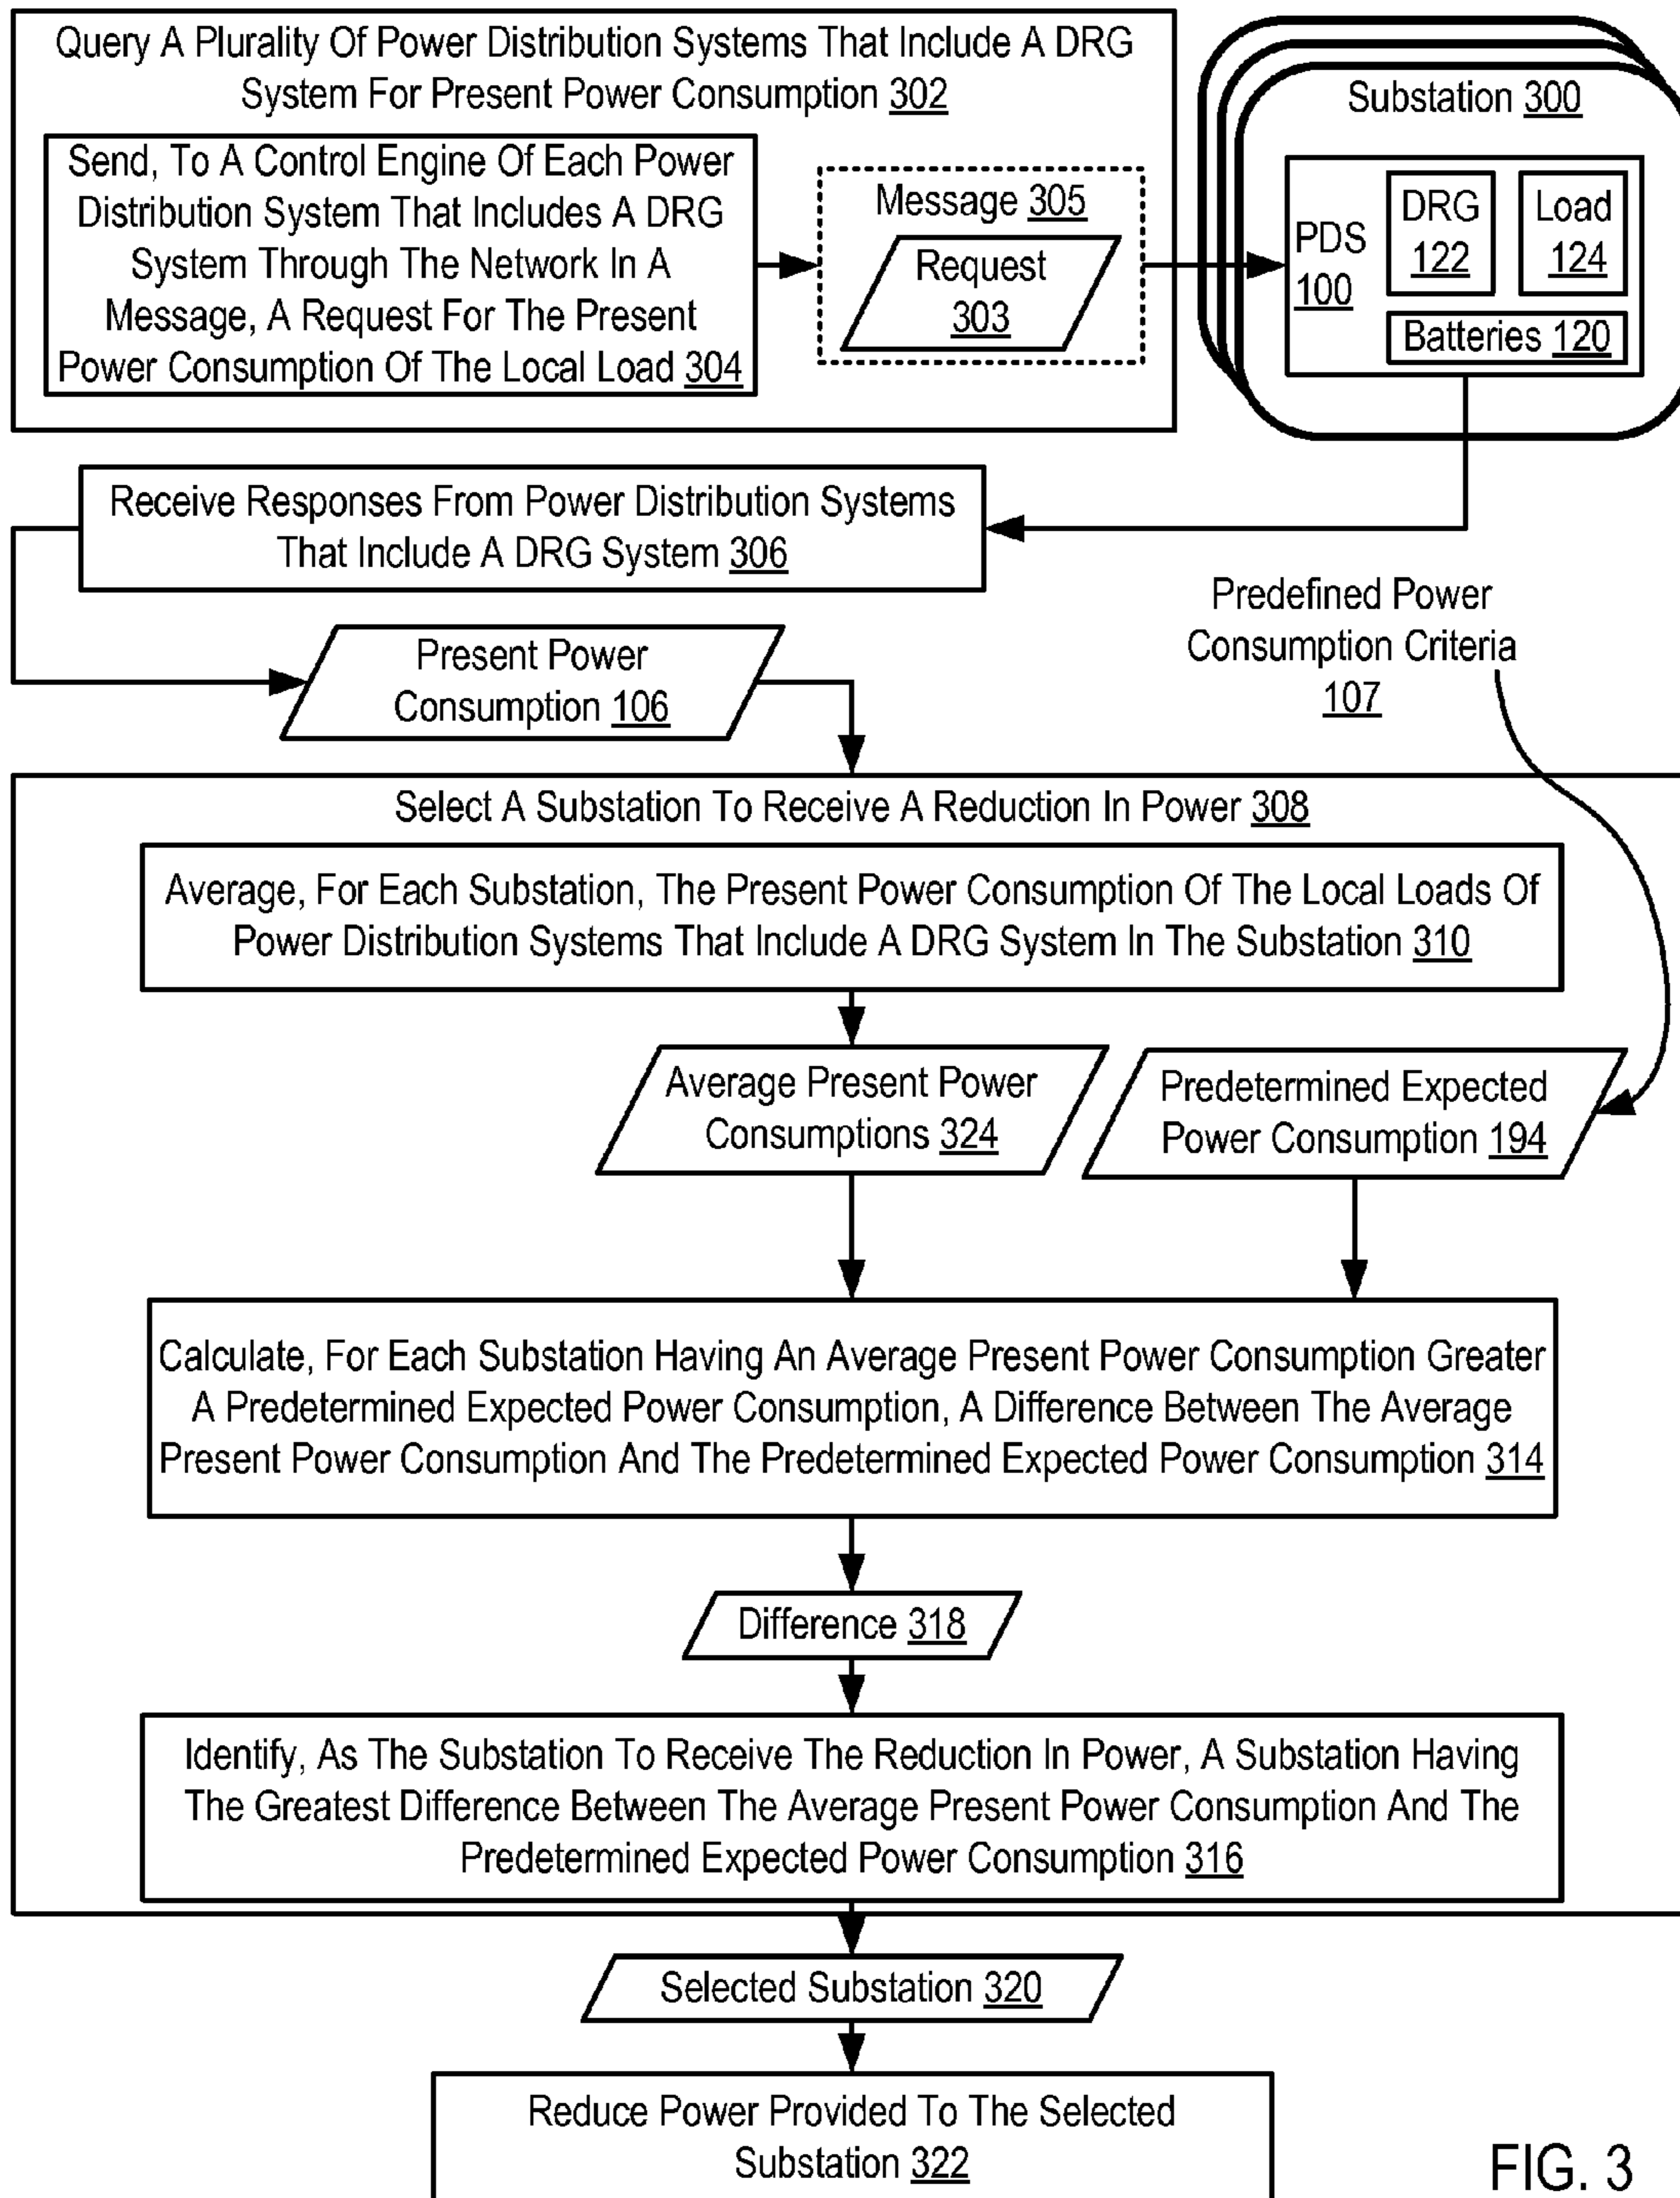 Query A Plurality Of Power Distribution Systems That Include A DRG
System For Present Power Consumption 302
Send, To A Control Engine Of Each Power
Distribution System That Includes A DRG
System Through The Network In A
Message, A Request For The Present
Power Consumption Of The Local Load 304
Message 305
Request
303
Substation 300
PDS
100
DRG
122
Load
124
Batteries 120
Receive Responses From Power Distribution Systems
That Include A DRG System 306
Predefined Power
Consumption Criteria
107
Present Power
Consumption 106
Select A Substation To Receive A Reduction In Power 308
Average, For Each Substation, The Present Power Consumption Of The Local Loads Of
Power Distribution Systems That Include A DRG System In The Substation 310
Average Present Power
Consumptions 324
Predetermined Expected
Power Consumption 194
Calculate, For Each Substation Having An Average Present Power Consumption Greater
A Predetermined Expected Power Consumption, A Difference Between The Average
Present Power Consumption And The Predetermined Expected Power Consumption 314
Difference 318
Identify, As The Substation To Receive The Reduction In Power, A Substation Having
The Greatest Difference Between The Average Present Power Consumption And The
Predetermined Expected Power Consumption 316
Selected Substation 320
Reduce Power Provided To The Selected
Substation 322
FIG. 3